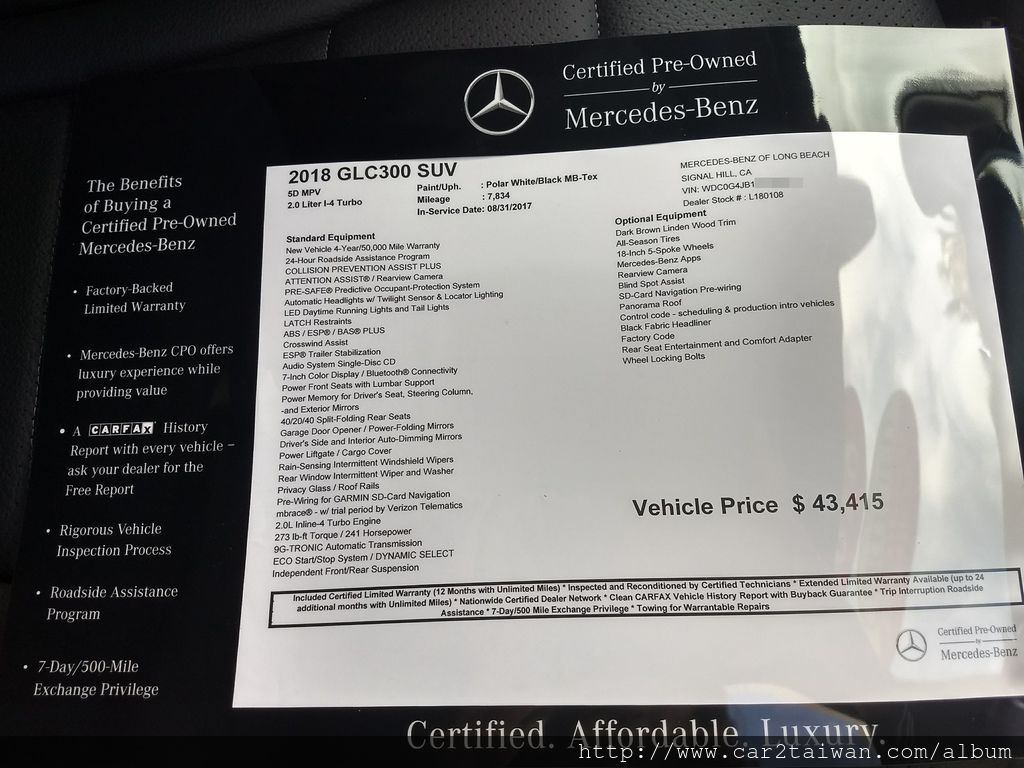 Certified Pre-Owned
by
Mercedes-Benz
The Benefits
of Buying a
Certified Pre-Owned
Mercedes-Benz
• Factory-Backed
Limited Warranty
• Mercedes-Benz CPO offers
luxury experience while
providing value
• A CARFAX History
Report with every vehicle –
ask your dealer for the
Free Report
• Rigorous Vehicle
Inspection Process
• Roadside Assistance
Program
• 7-Day/500-Mile
Exchange Privilege
2018 GLC300 SUV
5D MPV
2.0 Liter I-4 Turbo
Paint/Uph. : Polar White/Black MB-Tex
Mileage : 7,834
In-Service Date: 08/31/2017
MERCEDES-BENZ OF LONG BEACH
SIGNAL HILL, CA
VIN: WDC0G4JB1
Dealer Stock # : L180108
Standard Equipment
New Vehicle 4-Year/50,000 Mile Warranty
24-Hour Roadside Assistance Program
COLLISION PREVENTION ASSIST PLUS
ATTENTION ASSIST® / Rearview Camera
PRE-SAFE® Predictive Occupant-Protection System
Automatic Headlights w/ Twilight Sensor & Locator Lighting
LED Daytime Running Lights and Tail Lights
LATCH Restraints
ABS / ESP® / BAS® PLUS
Crosswind Assist
ESP® Trailer Stabilization
Audio System Single-Disc CD
7-Inch Color Display / Bluetooth® Connectivity
Power Front Seats with Lumbar Support
Power Memory for Driver's Seat, Steering Column,
-and Exterior Mirrors
40/20/40 Split-Folding Rear Seats
Garage Door Opener / Power-Folding Mirrors
Driver's Side and Interior Auto-Dimming Mirrors
Power Liftgate / Cargo Cover
Rain-Sensing Intermittent Windshield Wipers
Rear Window Intermittent Wiper and Washer
Privacy Glass / Roof Rails
Pre-Wiring for GARMIN SD-Card Navigation
mbrace® - w/ trial period by Verizon Telematics
2.0L Inline-4 Turbo Engine
273 lb-ft Torque / 241 Horsepower
9G-TRONIC Automatic Transmission
ECO Start/Stop System / DYNAMIC SELECT
Independent Front/Rear Suspension
Optional Equipment
Dark Brown Linden Wood Trim
All-Season Tires
18-Inch 5-Spoke Wheels
Mercedes-Benz Apps
Rearview Camera
Blind Spot Assist
SD-Card Navigation Pre-wiring
Panorama Roof
Control code - scheduling & production intro vehicles
Black Fabric Headliner
Factory Code
Rear Seat Entertainment and Comfort Adapter
Wheel Locking Bolts
Vehicle Price $ 43,415
Included Certified Limited Warranty (12 Months with Unlimited Miles) * Inspected and Reconditioned by Certified Technicians * Extended Limited Warranty Available (up to 24
additional months with Unlimited Miles) * Nationwide Certified Dealer Network * Clean CARFAX Vehicle History Report with Buyback Guarantee * Trip Interruption Roadside
Assistance * 7-Day/500 Mile Exchange Privilege * Towing for Warrantable Repairs
Certified Pre-Owned
by
Mercedes-Benz
Certified. Affordable. Luxury.
http://www.car2taiwan.com/album